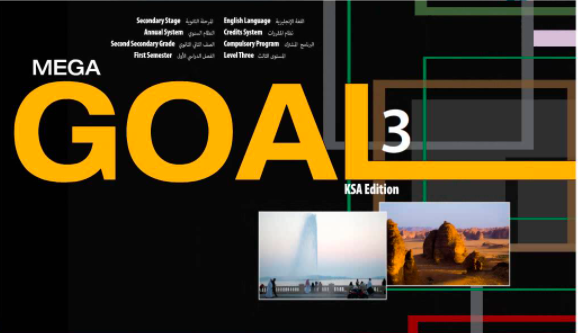 Secondary Stage المرحلة الثانوية English Language اللغة الإنجليزية
Annual System النظام السنوي Credits System نظام المقررات
Second Secondary Grade الصف الثاني الثانوي Compulsory Program البرنامج المشترك
First Semester الفصل الدراسي الأول Level Three المستوى الثالث
MEGA
GOAL 3
KSA Edition